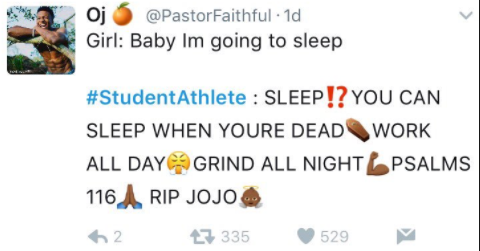 Oj 🍊 @PastorFaithful · 1d
Girl: Baby Im going to sleep
#StudentAthlete : SLEEP⁉️YOU CAN
SLEEP WHEN YOURE DEAD⚰️WORK
ALL DAY😤GRIND ALL NIGHT💪🏾PSALMS
116🙏🏾 RIP JOJO👼🏾
2 335 529